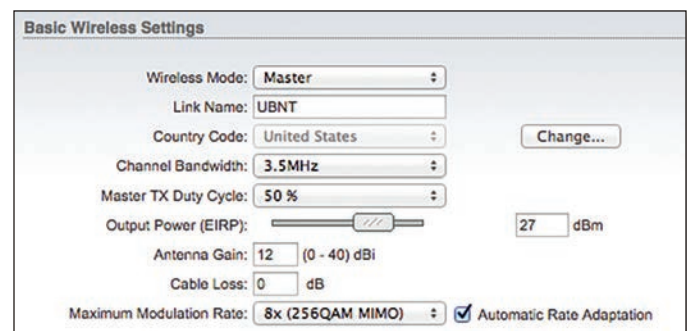 Basic Wireless Settings
Wireless Mode: Master
Link Name: UBNT
Country Code: United States Change...
Channel Bandwidth: 3.5MHz
Master TX Duty Cycle: 50 %
Output Power (EIRP): 27 dBm
Antenna Gain: 12 (0 - 40) dBi
Cable Loss: 0 dB
Maximum Modulation Rate: 8x (256QAM MIMO) Automatic Rate Adaptation